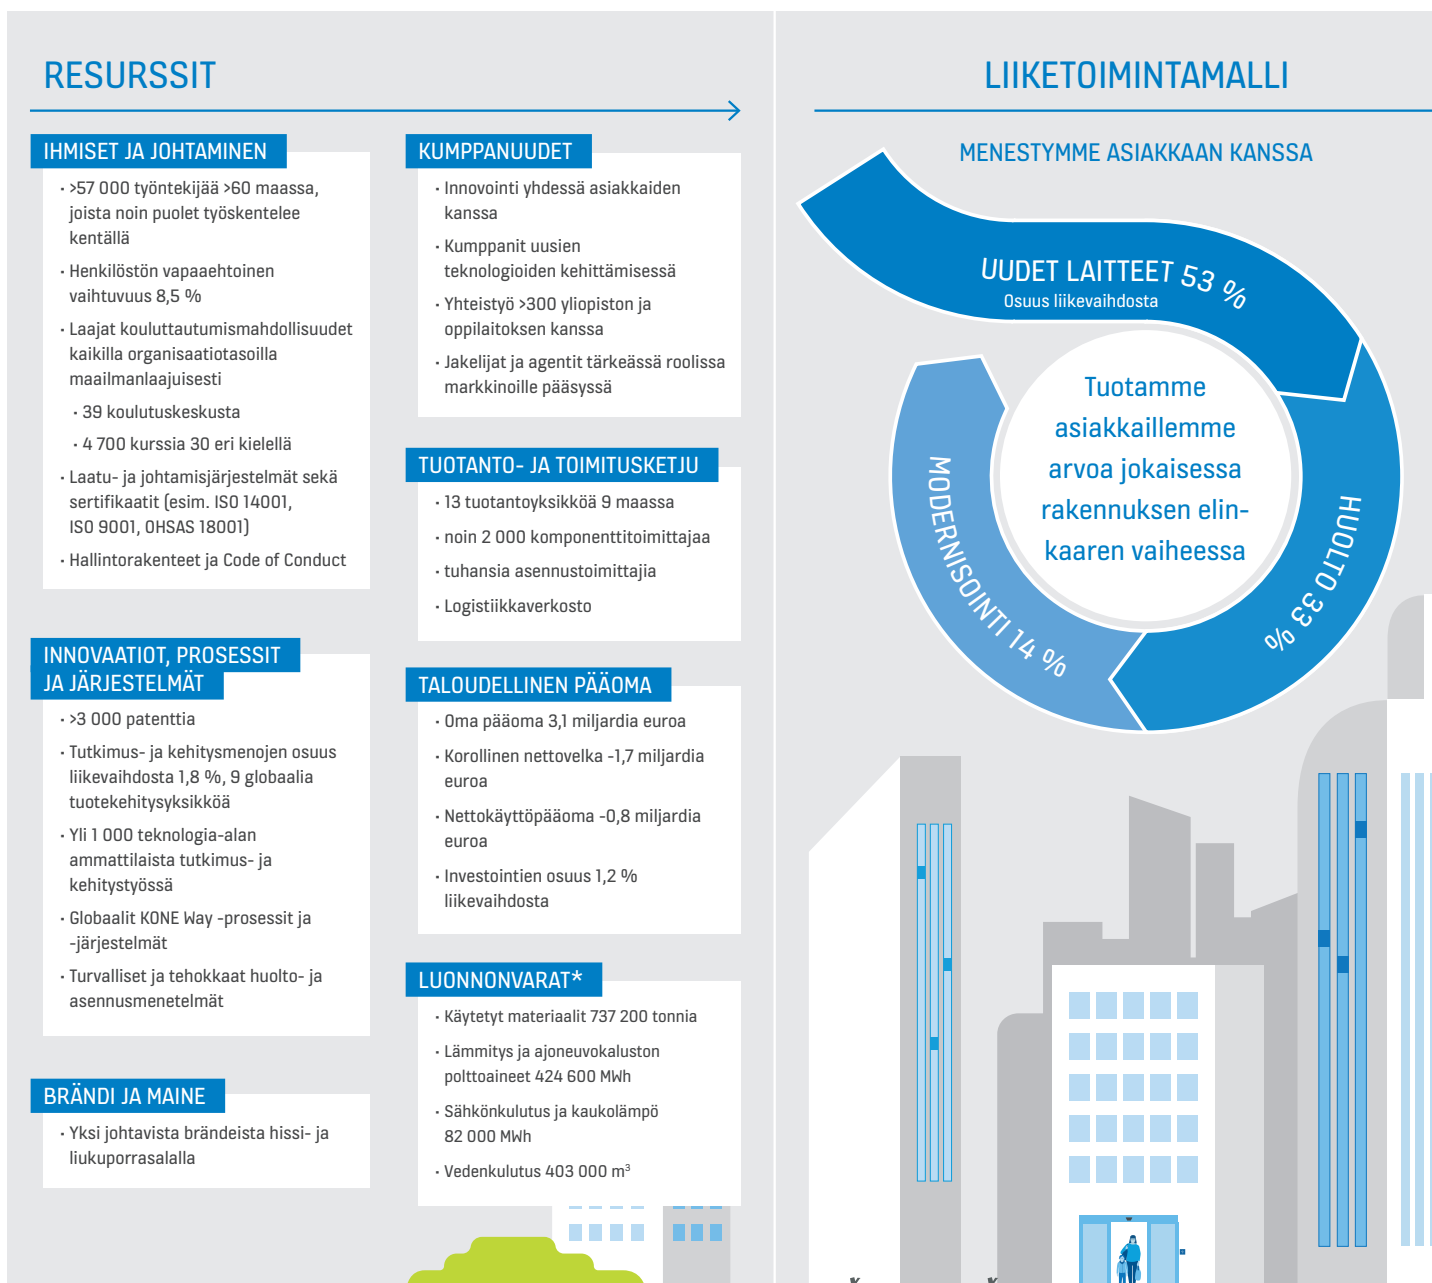 RESURSSIT
IHMISET JA JOHTAMINEN
· >57 000 työntekijää >60 maassa,
joista noin puolet työskentelee
kentällä
· Henkilöstön vapaaehtoinen
vaihtuvuus 8,5 %
· Laajat kouluttautumismahdollisuudet
kaikilla organisaatiotasoilla
maailmanlaajuisesti
· 39 koulutuskeskusta
· 4 700 kurssia 30 eri kielellä
· Laatu- ja johtamisjärjestelmät sekä
sertifikaatit (esim. ISO 14001,
ISO 9001, OHSAS 18001)
· Hallintorakenteet ja Code of Conduct
INNOVAATIOT, PROSESSIT
JA JÄRJESTELMÄT
· >3 000 patenttia
· Tutkimus- ja kehitysmenojen osuus
liikevaihdosta 1,8 %, 9 globaalia
tuotekehitysyksikköä
· Yli 1 000 teknologia-alan
ammattilaista tutkimus- ja
kehitystyössä
· Globaalit KONE Way -prosessit ja
-järjestelmät
· Turvalliset ja tehokkaat huolto- ja
asennusmenetelmät
BRÄNDI JA MAINE
· Yksi johtavista brändeista hissi- ja
liukuporrasalalla
KUMPPANUUDET
· Innovointi yhdessä asiakkaiden
kanssa
· Kumppanit uusien
teknologioiden kehittämisessä
· Yhteistyö >300 yliopiston ja
oppilaitoksen kanssa
· Jakelijat ja agentit tärkeässä roolissa
markkinoille pääsyssä
TUOTANTO- JA TOIMITUSKETJU
· 13 tuotantoyksikköä 9 maassa
· noin 2 000 komponenttitoimittajaa
· tuhansia asennustoimittajia
· Logistiikkaverkosto
TALOUDELLINEN PÄÄOMA
· Oma pääoma 3,1 miljardia euroa
· Korollinen nettovelka -1,7 miljardia
euroa
· Nettokäyttöpääoma -0,8 miljardia
euroa
· Investointien osuus 1,2 %
liikevaihdosta
LUONNONVARAT*
· Käytetyt materiaalit 737 200 tonnia
· Lämmitys ja ajoneuvokaluston
polttoaineet 424 600 MWh
· Sähkönkulutus ja kaukolämpö
82 000 MWh
· Vedenkulutus 403 000 m³
LIIKETOIMINTAMALLI
MENESTYMME ASIAKKAAN KANSSA
UUDET LAITTEET 53 %
Osuus liikevaihdosta
HUOLTO 33 %
MODERNISOINTI 14 %
Tuotamme
asiakkaillemme
arvoa jokaisessa
rakennuksen elin-
kaaren vaiheessa